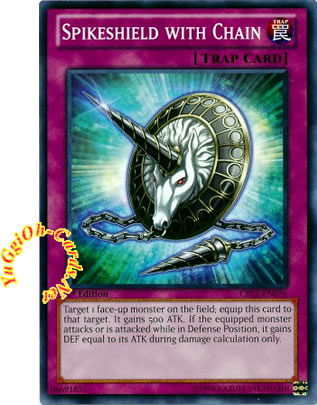 Spikeshield with Chain
TRAP
罠
[Trap Card]
YuGiOh-Cards.Net
Edition
Target 1 face-up monster on the field; equip this card to
that target. It gains 500 ATK. If the equipped monster
attacks or is attacked while in Defense Position, it gains
DEF equal to its ATK during damage calculation only.